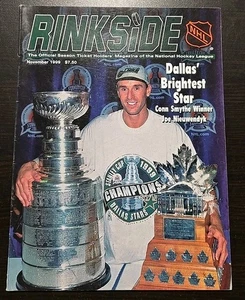 RINKSIDE
NHL
The Official Season Ticket Holders' Magazine of the National Hockey League
November 1999 $7.50
Dallas'
Brightest
Star
Conn Smythe Winner
Joe Nieuwendyk
STANLEY CUP 1999
CHAMPIONS
DALLAS STARS